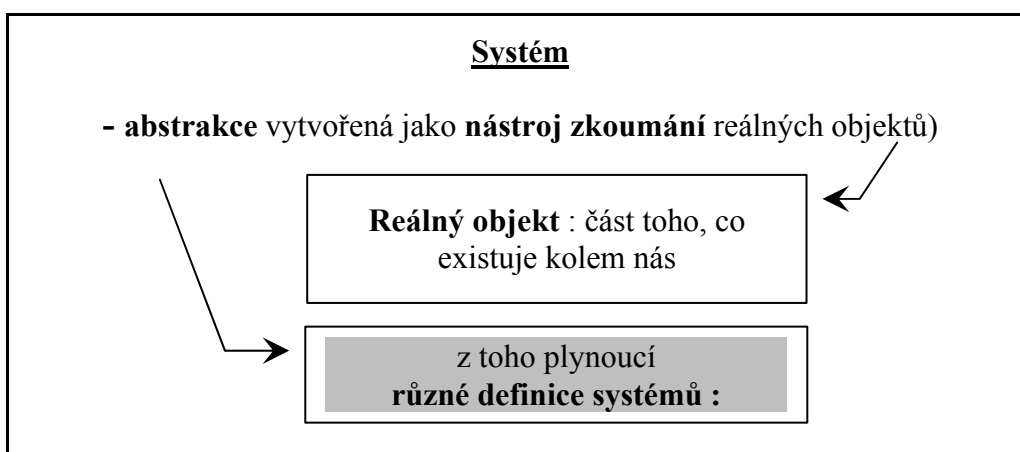 Systém
- abstrakce vytvořená jako nástroj zkoumání reálných objektů)
Reálný objekt : část toho, co
existuje kolem nás
z toho plynoucí
různé definice systémů :